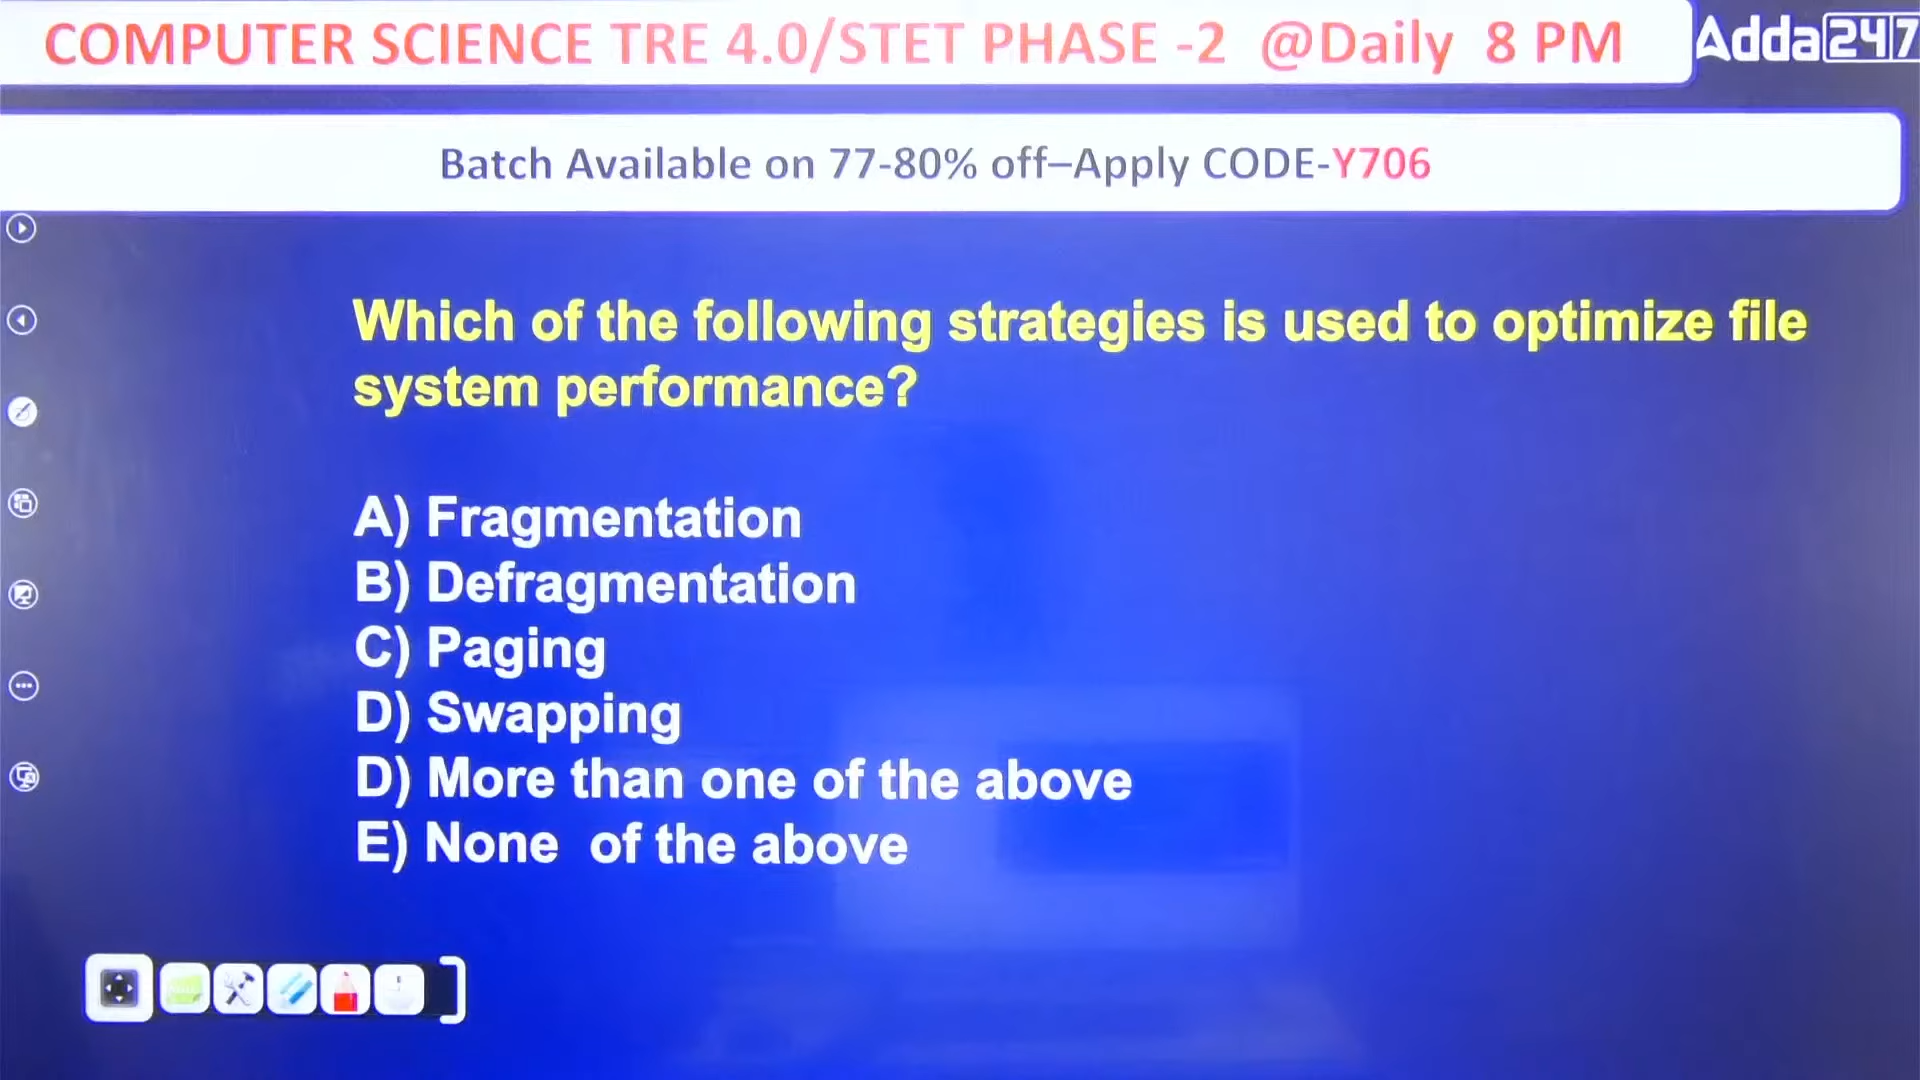 COMPUTER SCIENCE TRE 4.0/STET PHASE -2 @Daily 8 PM
Adda247
Batch Available on 77-80% off–Apply CODE-Y706
Which of the following strategies is used to optimize file
system performance?
A) Fragmentation
B) Defragmentation
C) Paging
D) Swapping
D) More than one of the above
E) None of the above